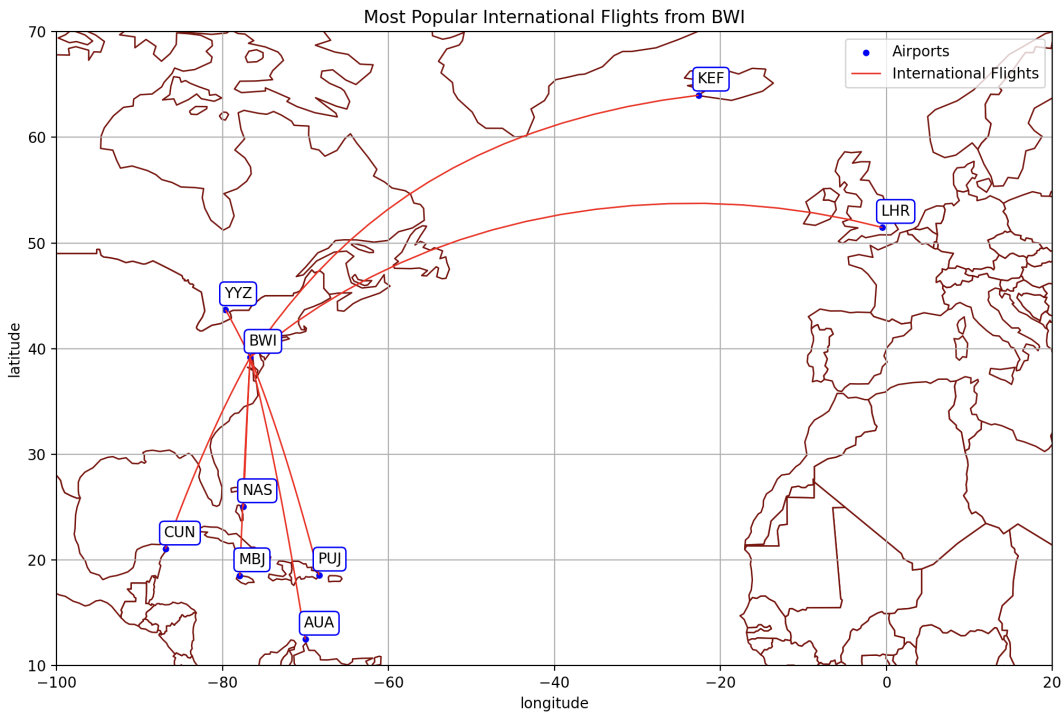 Most Popular International Flights from BWI
Airports
International Flights
KEF
LHR
YYZ
BWI
NAS
CUN
MBJ
PUJ
AUA
70
60
50
40
30
20
10
latitude
−100
−80
−60
−40
−20
0
20
longitude